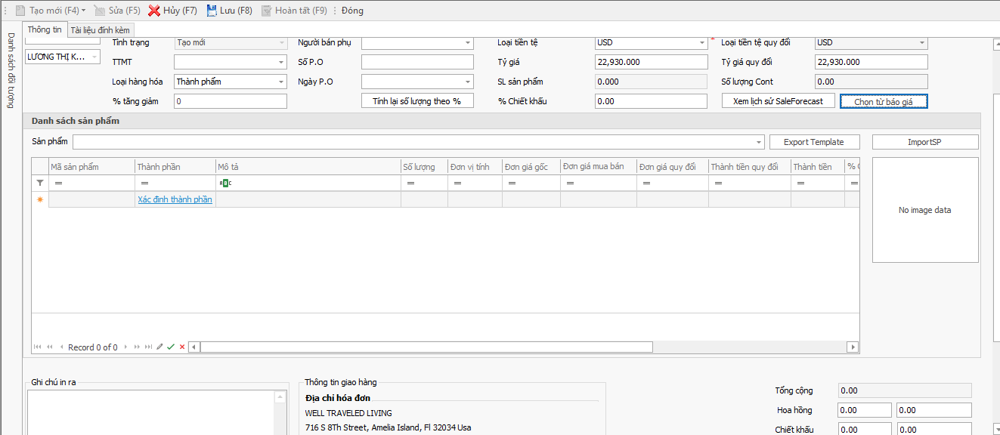 Tạo mới (F4) Sửa (F5) Hủy (F7) Lưu (F8) Hoàn tất (F9) Đóng
Danh sách đối tượng
Thông tin Tài liệu đính kèm
Tình trạng Tạo mới Người bán phụ Loại tiền tệ USD * Loại tiền tệ quy đổi USD
LƯƠNG THỊ K... TTMT Số P.O Tỷ giá 22,930.000 Tỷ giá quy đổi 22,930.000
Loại hàng hóa Thành phẩm Ngày P.O SL sản phẩm 0.000 Số lượng Cont 0.00
% tăng giảm 0 Tính lại số lượng theo % % Chiết khấu 0.00 Xem lịch sử SaleForecast Chọn từ báo giá
Danh sách sản phẩm
Sản phẩm Export Template ImportSP
Mã sản phẩm Thành phần Mô tả Số lượng Đơn vị tính Đơn giá gốc Đơn giá mua bán Đơn giá quy đổi Thành tiền quy đổi Thành tiền %
= = ABC = = = = = = = =
Xác đinh thành phần
No image data
Record 0 of 0
Ghi chú in ra Thông tin giao hàng
Địa chỉ hóa đơn
WELL TRAVELED LIVING
716 S 8Th Street, Amelia Island, Fl 32034 Usa
Tổng cộng 0.00
Hoa hồng 0.00 0.00
Chiết khấu 0.00 0.00